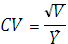 CV = √V / Ȳ